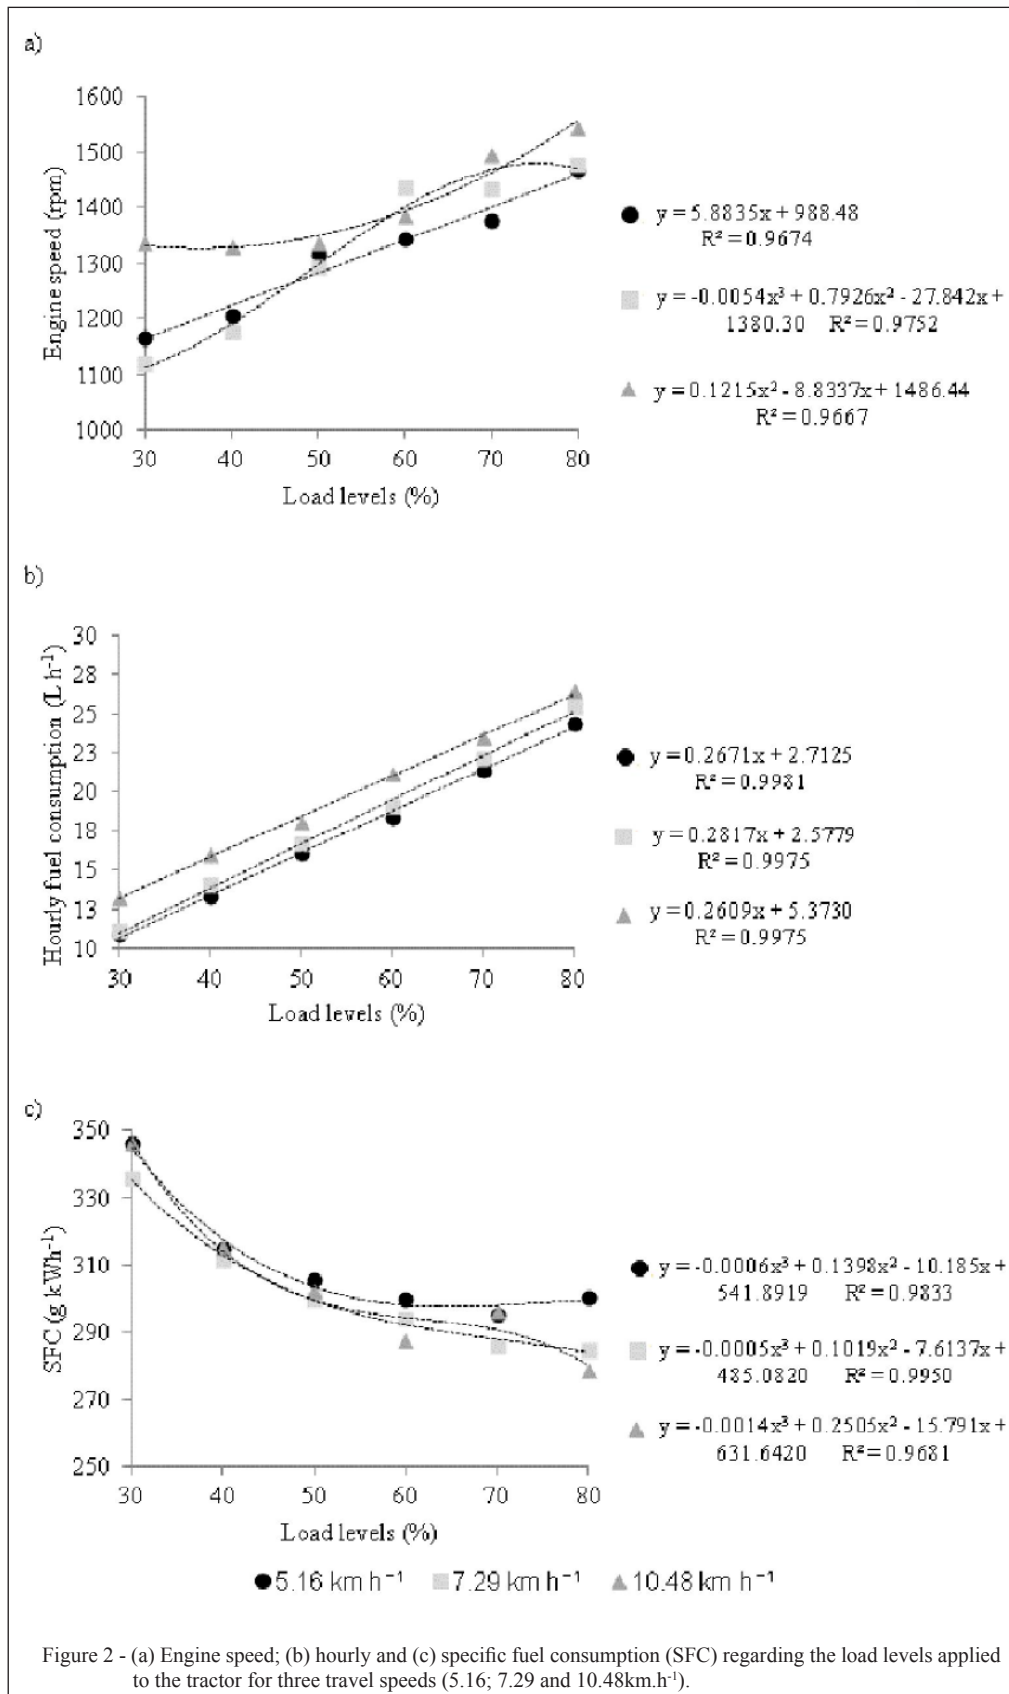 a)
1600
1500
1400
1300
1200
1100
1000
Engine speed (rpm)
30 40 50 60 70 80
Load levels (%)
y = 5.8835x + 988.48
R² = 0.9674
y = -0.0054x³ + 0.7926x² - 27.842x +
1380.30 R² = 0.9752
y = 0.1215x² - 8.8337x + 1486.44
R² = 0.9667
b)
30
28
25
23
20
18
15
13
10
Hourly fuel consumption (L h⁻¹)
30 40 50 60 70 80
Load levels (%)
y = 0.2671x + 2.7125
R² = 0.9981
y = 0.2817x + 2.5779
R² = 0.9975
y = 0.2609x + 5.3730
R² = 0.9975
c)
350
330
310
290
270
250
SFC (g kWh⁻¹)
30 40 50 60 70 80
Load levels (%)
y = -0.0006x³ + 0.1398x² - 10.185x +
541.8919 R² = 0.9833
y = -0.0005x³ + 0.1019x² - 7.6137x +
485.0820 R² = 0.9950
y = -0.0014x³ + 0.2505x² - 15.791x +
631.6420 R² = 0.9681
5.16 km h⁻¹ 7.29 km h⁻¹ 10.48 km h⁻¹
Figure 2 - (a) Engine speed; (b) hourly and (c) specific fuel consumption (SFC) regarding the load levels applied
to the tractor for three travel speeds (5.16; 7.29 and 10.48km.h⁻¹).